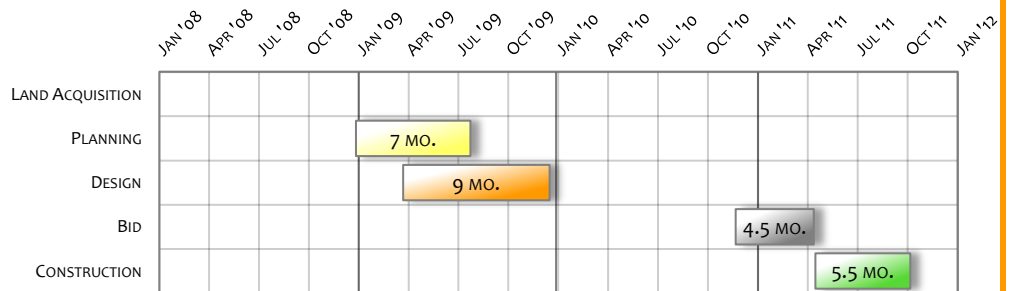 JAN '08 APR '08 JUL '08 OCT '08 JAN '09 APR '09 JUL '09 OCT '09 JAN '10 APR '10 JUL '10 OCT '10 JAN '11 APR '11 JUL '11 OCT '11 JAN '12
LAND ACQUISITION
PLANNING 7 MO.
DESIGN 9 MO.
BID 4.5 MO.
CONSTRUCTION 5.5 MO.